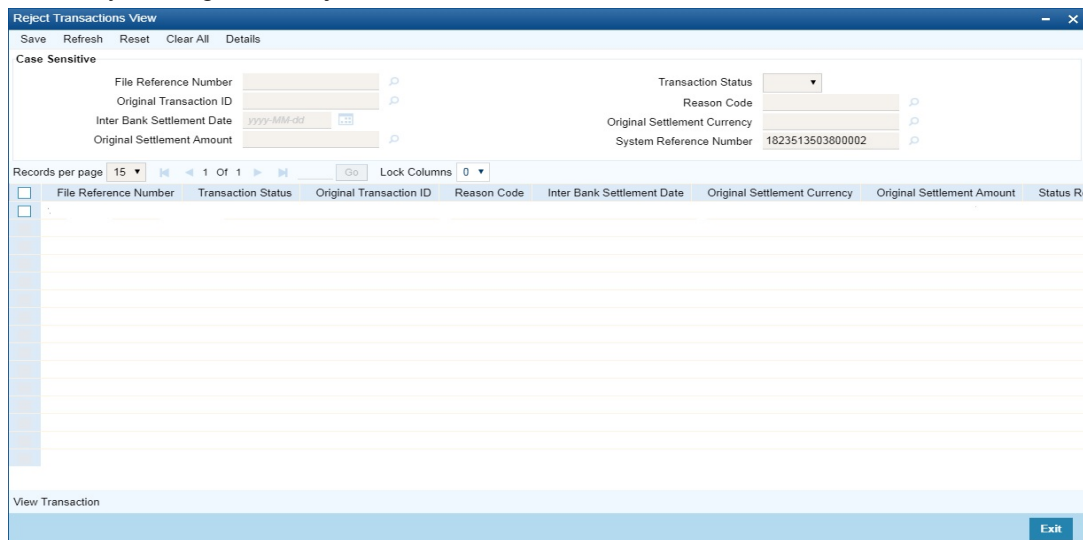 Reject Transactions View
Save Refresh Reset Clear All Details
Case Sensitive
File Reference Number
Original Transaction ID
Inter Bank Settlement Date yyyy-MM-dd
Original Settlement Amount
Transaction Status
Reason Code
Original Settlement Currency
System Reference Number 1823513503800002
Records per page 15 1 Of 1 Go Lock Columns 0
File Reference Number Transaction Status Original Transaction ID Reason Code Inter Bank Settlement Date Original Settlement Currency Original Settlement Amount Status R
View Transaction
Exit